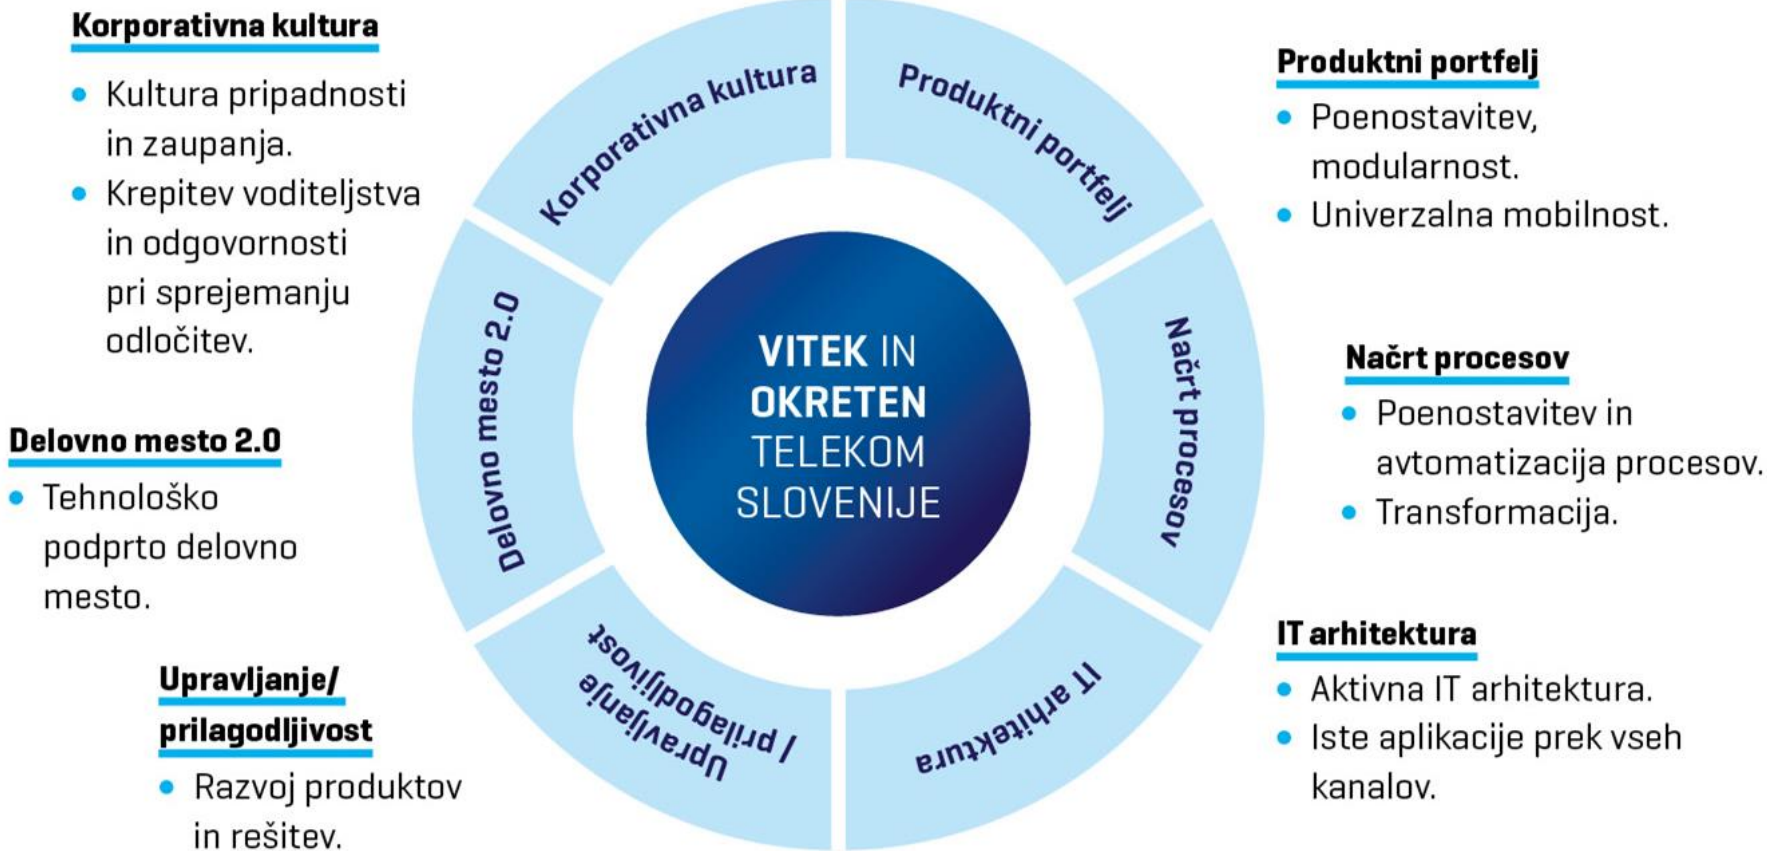 Korporativna kultura
• Kultura pripadnosti
in zaupanja.
• Krepitev voditeljstva
in odgovornosti
pri sprejemanju
odločitev.
Delovno mesto 2.0
• Tehnološko
podprto delovno
mesto.
Upravljanje/
prilagodljivost
• Razvoj produktov
in rešitev.
Korporativna kultura
Produktni portfelj
Načrt procesov
IT arhitektura
Upravljanje
/ prilagodljivost
Delovno mesto 2.0
VITEK IN
OKRETEN
TELEKOM
SLOVENIJE
Produktni portfelj
• Poenostavitev,
modularnost.
• Univerzalna mobilnost.
Načrt procesov
• Poenostavitev in
avtomatizacija procesov.
• Transformacija.
IT arhitektura
• Aktivna IT arhitektura.
• Iste aplikacije prek vseh
kanalov.